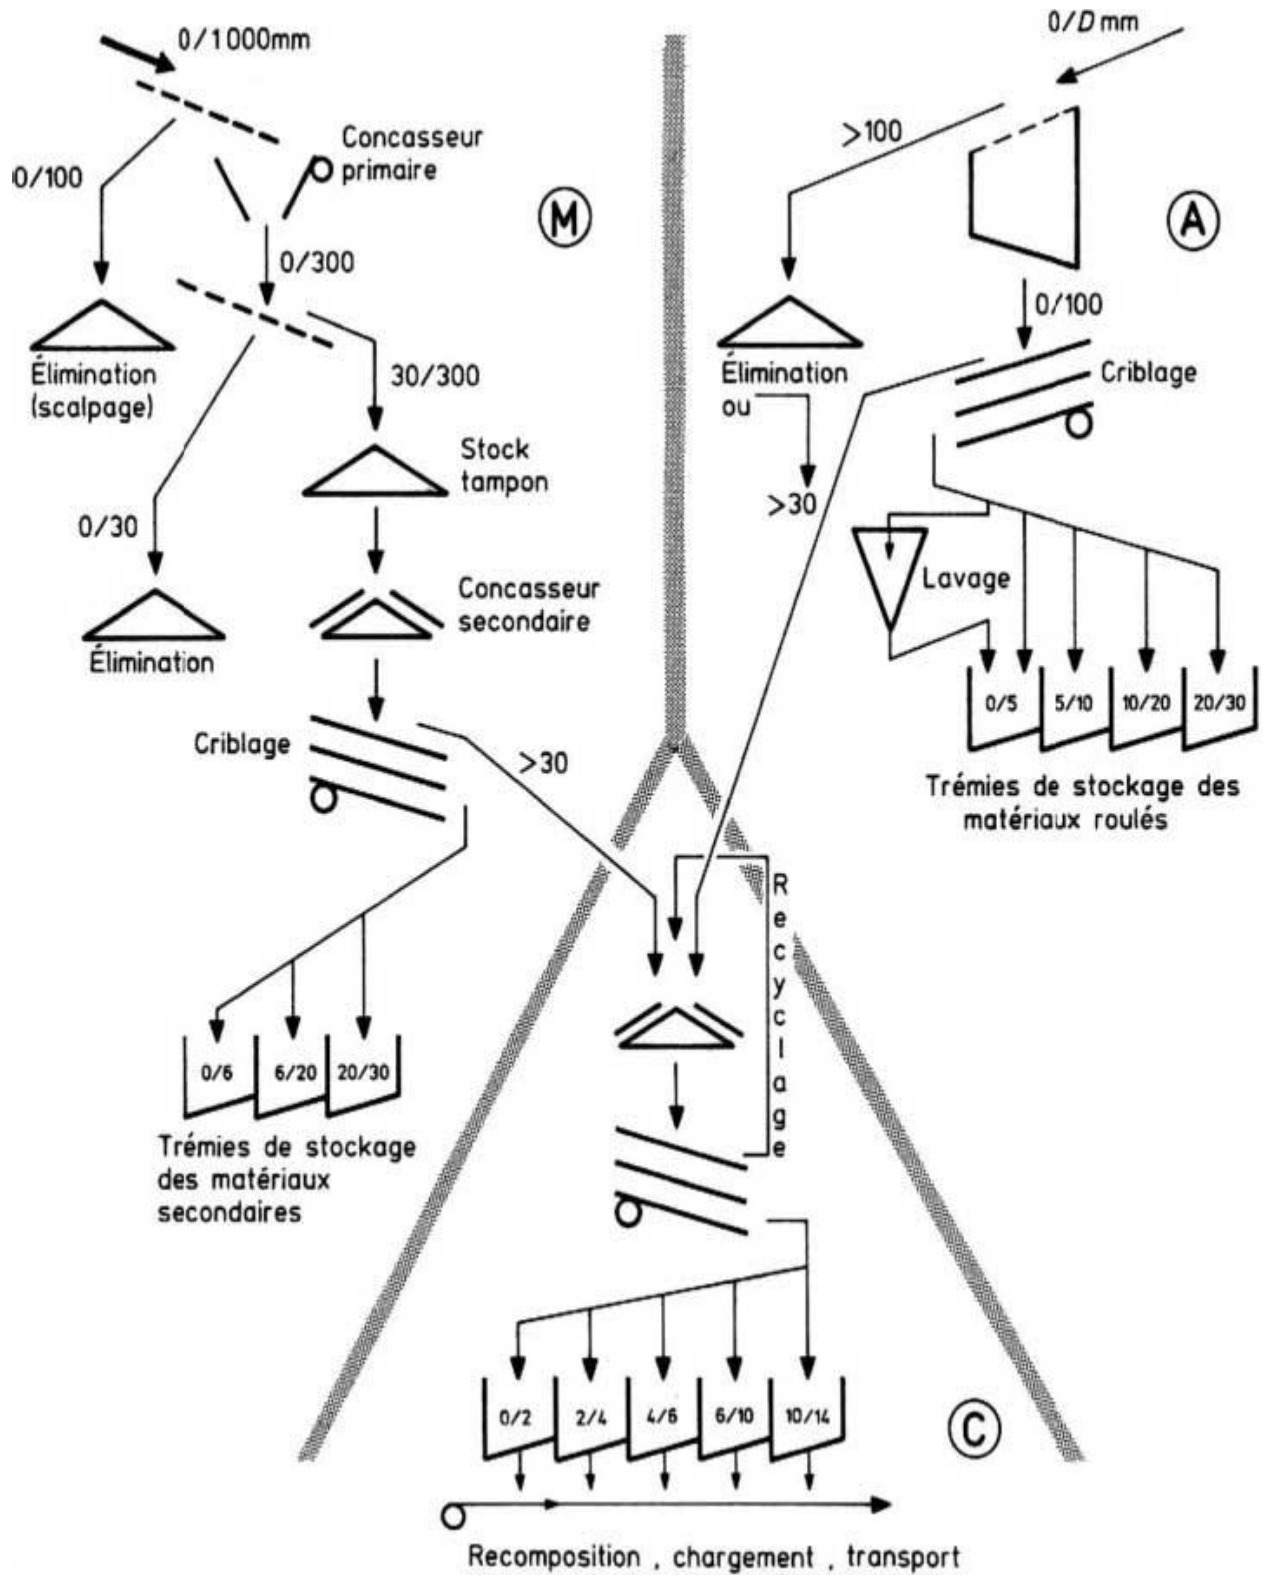 0/1000mm
Concasseur
primaire
0/100
M
0/300
Élimination
(scalpage)
30/300
Stock
tampon
0/30
Concasseur
secondaire
Élimination
Criblage
>30
0/6
6/20
20/30
Trémies de stockage
des matériaux
secondaires
0/D mm
>100
A
0/100
Élimination
ou
Criblage
>30
Lavage
0/5
5/10
10/20
20/30
Trémies de stockage des
matériaux roulés
Recyclage
0/2
2/4
4/6
6/10
10/14
C
Recomposition , chargement , transport